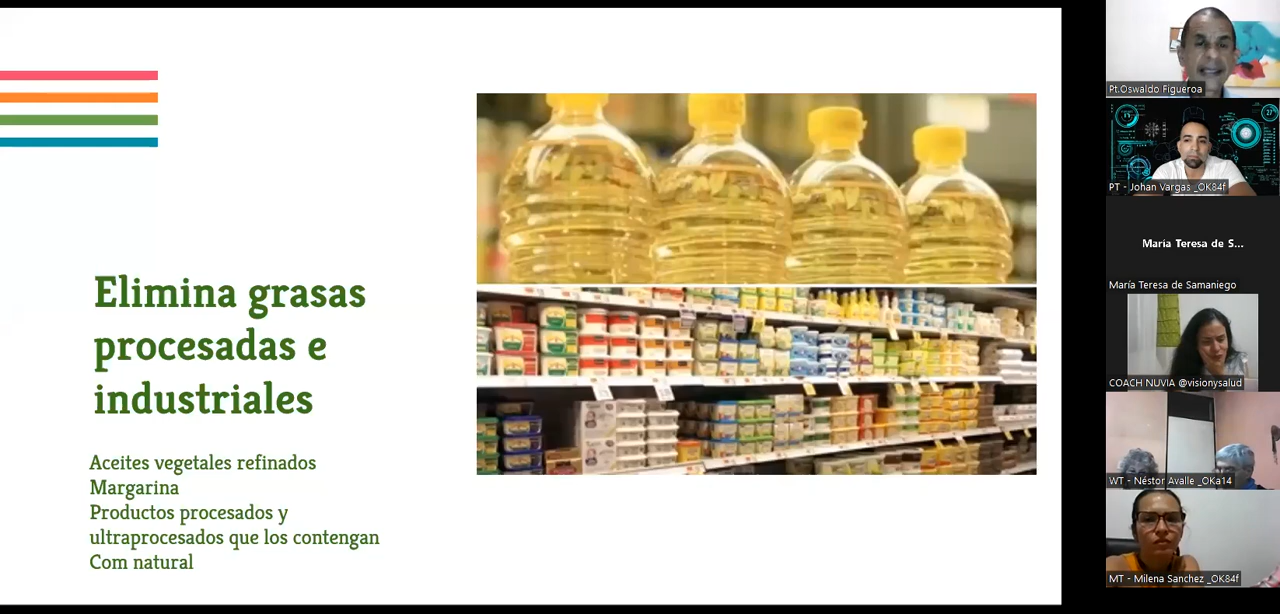 Elimina grasas
procesadas e
industriales
Aceites vegetales refinados
Margarina
Productos procesados y
ultraprocesados que los contengan
Com natural
Pt.Oswaldo Figueroa
PT - Johan Vargas _OK84f
María Teresa de S...
María Teresa de Samaniego
COACH NUVIA @visionysalud
WT - Néstor Avalle _OKa14
MT - Milena Sanchez _OK84f